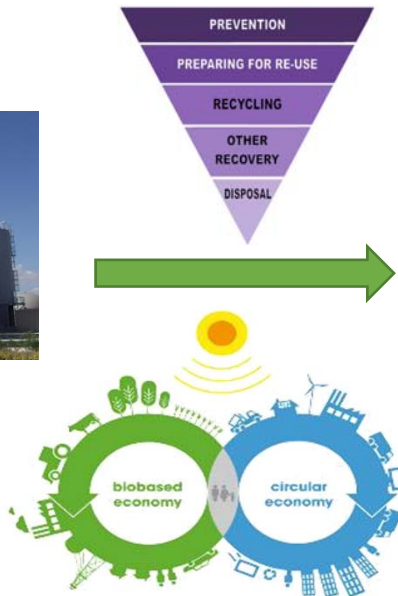 PREVENTION
PREPARING FOR RE-USE
RECYCLING
OTHER
RECOVERY
DISPOSAL
biobased
economy
circular
economy